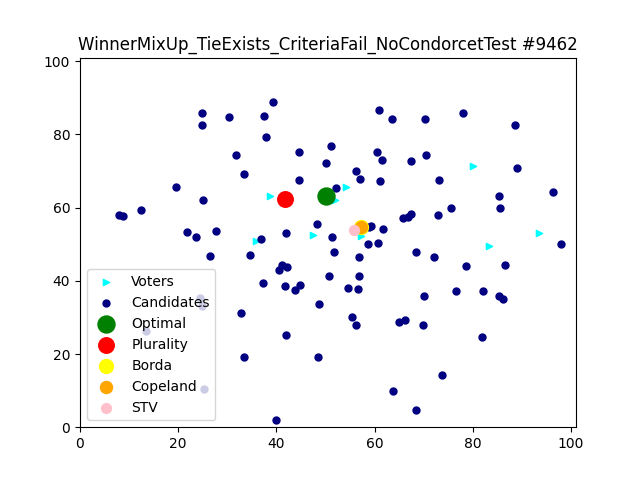 WinnerMixUp_TieExists_CriteriaFail_NoCondorcetTest #9462
100
80
60
40
20
0
0 20 40 60 80 100
Voters
Candidates
Optimal
Plurality
Borda
Copeland
STV